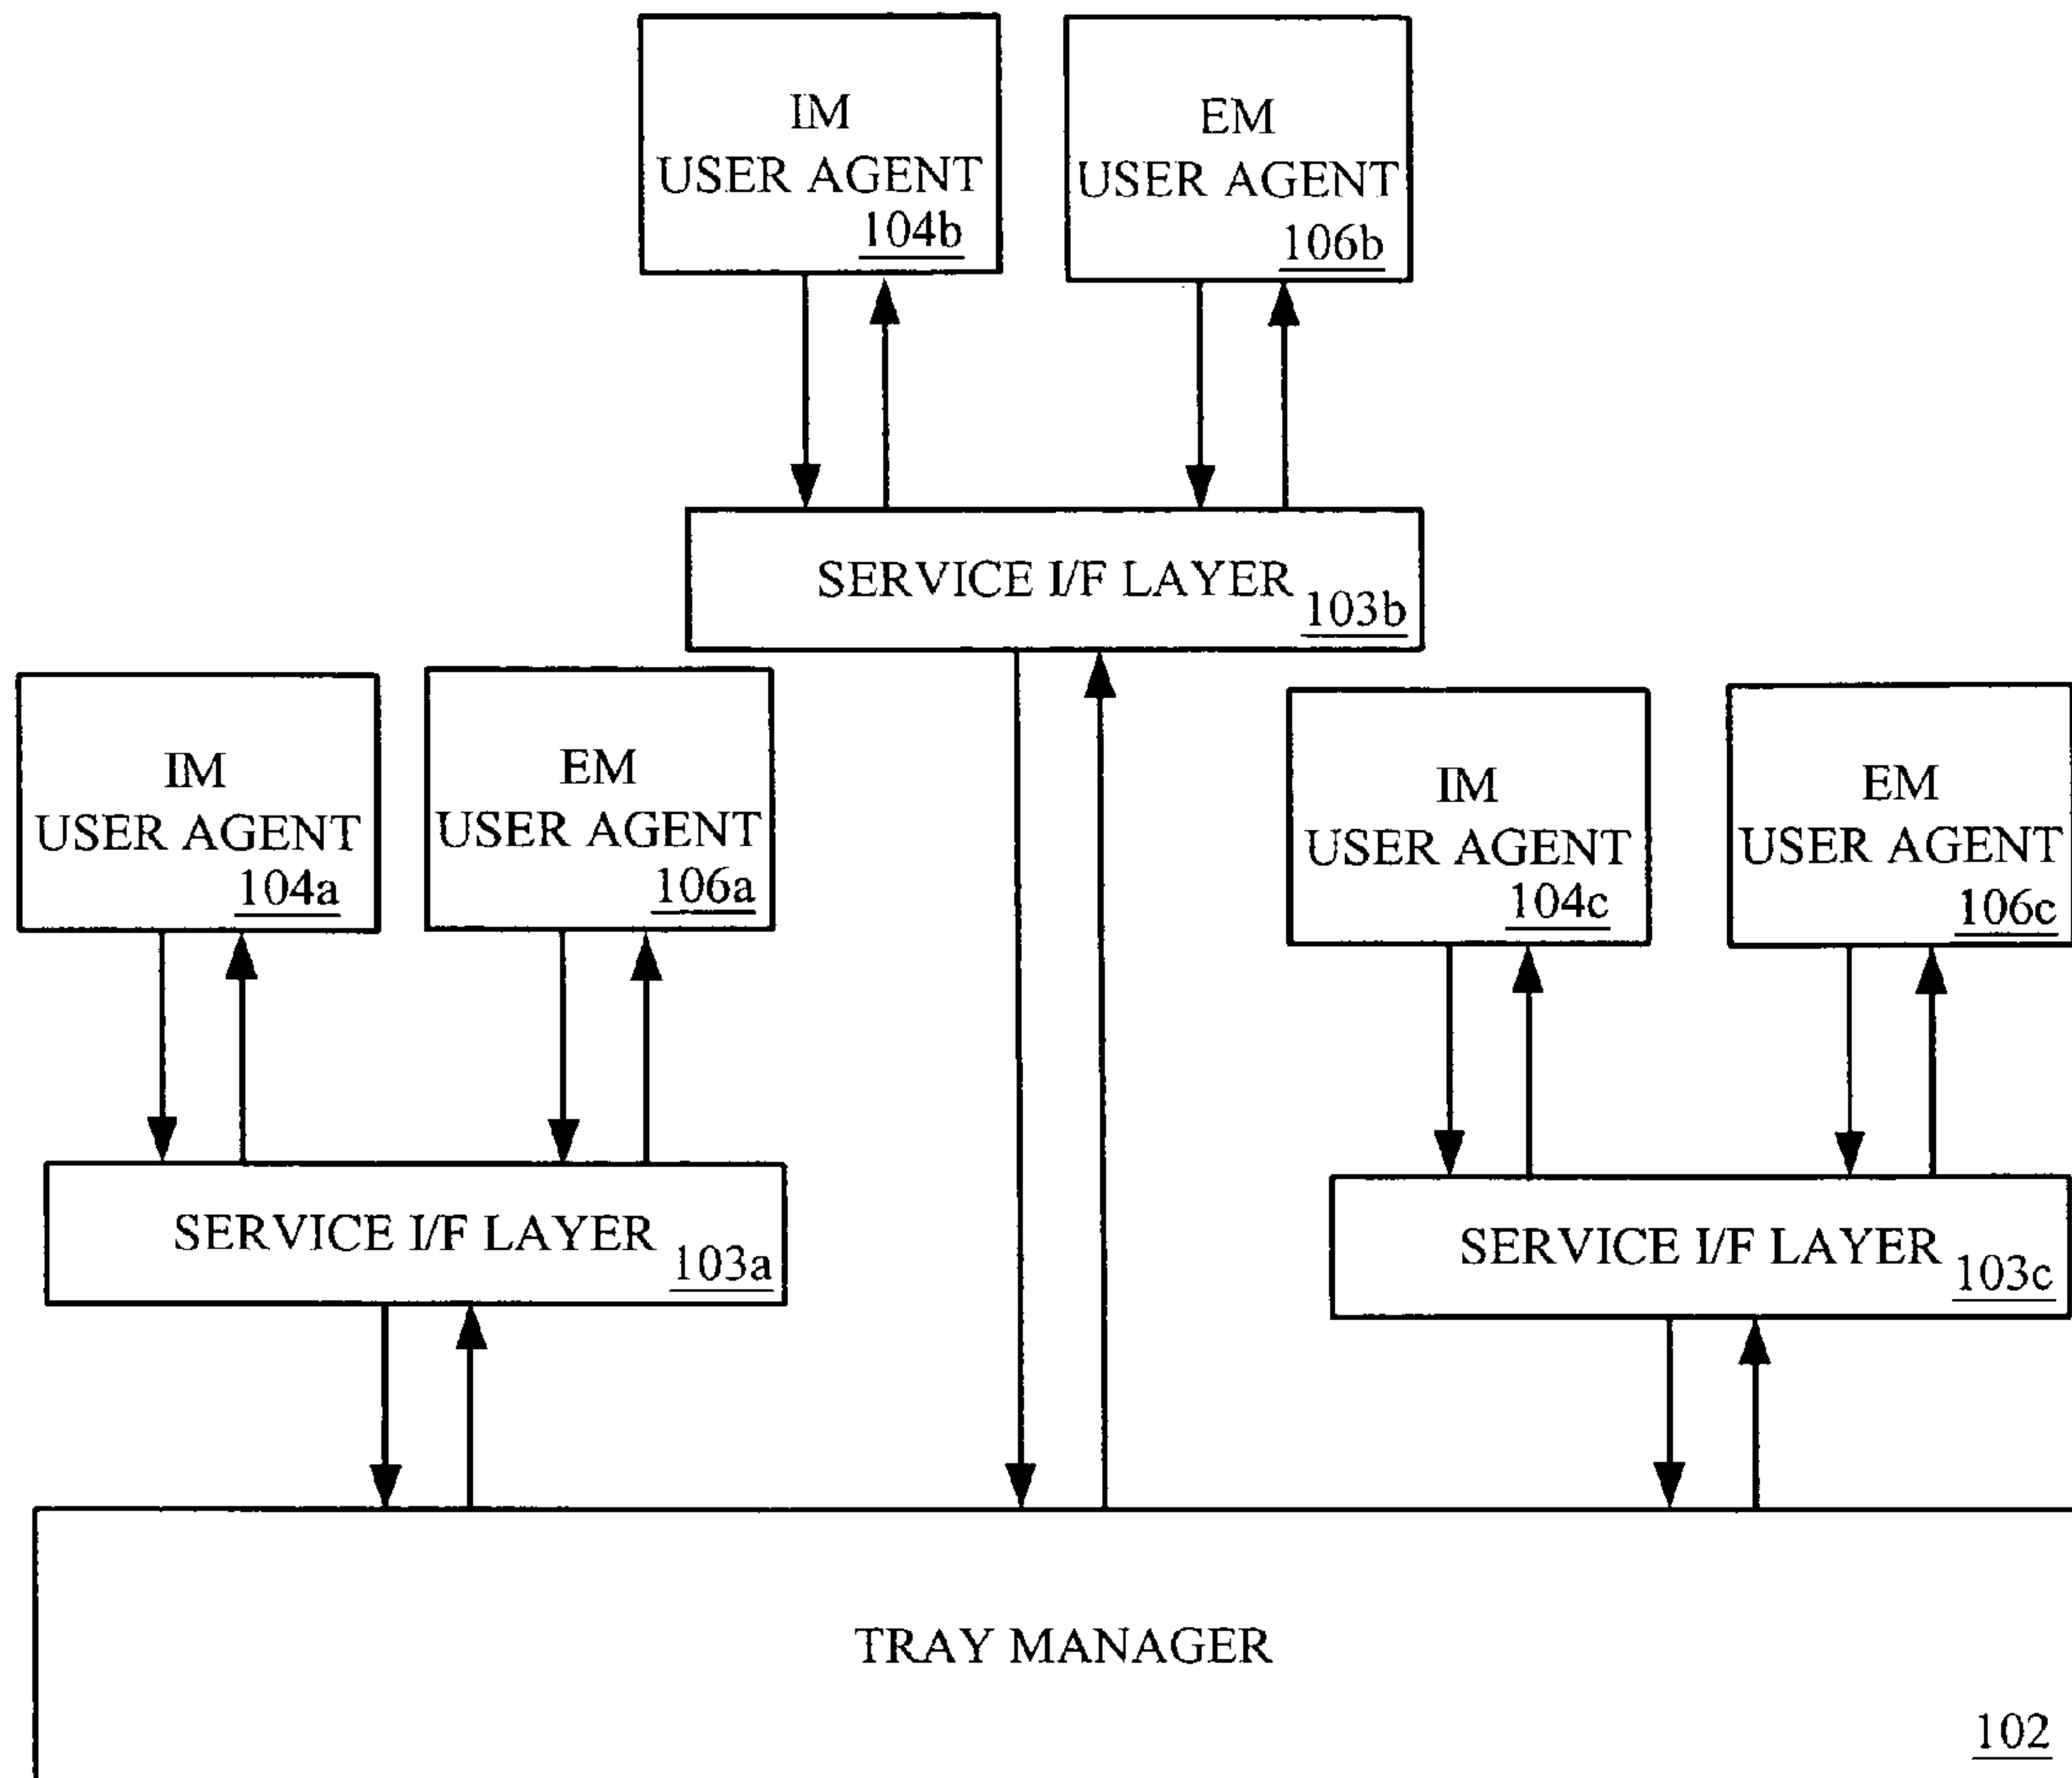 IM
USER AGENT
104b
EM
USER AGENT
106b
SERVICE I/F LAYER
103b
IM
USER AGENT
104a
EM
USER AGENT
106a
IM
USER AGENT
104c
EM
USER AGENT
106c
SERVICE I/F LAYER
103a
SERVICE I/F LAYER
103c
TRAY MANAGER
102